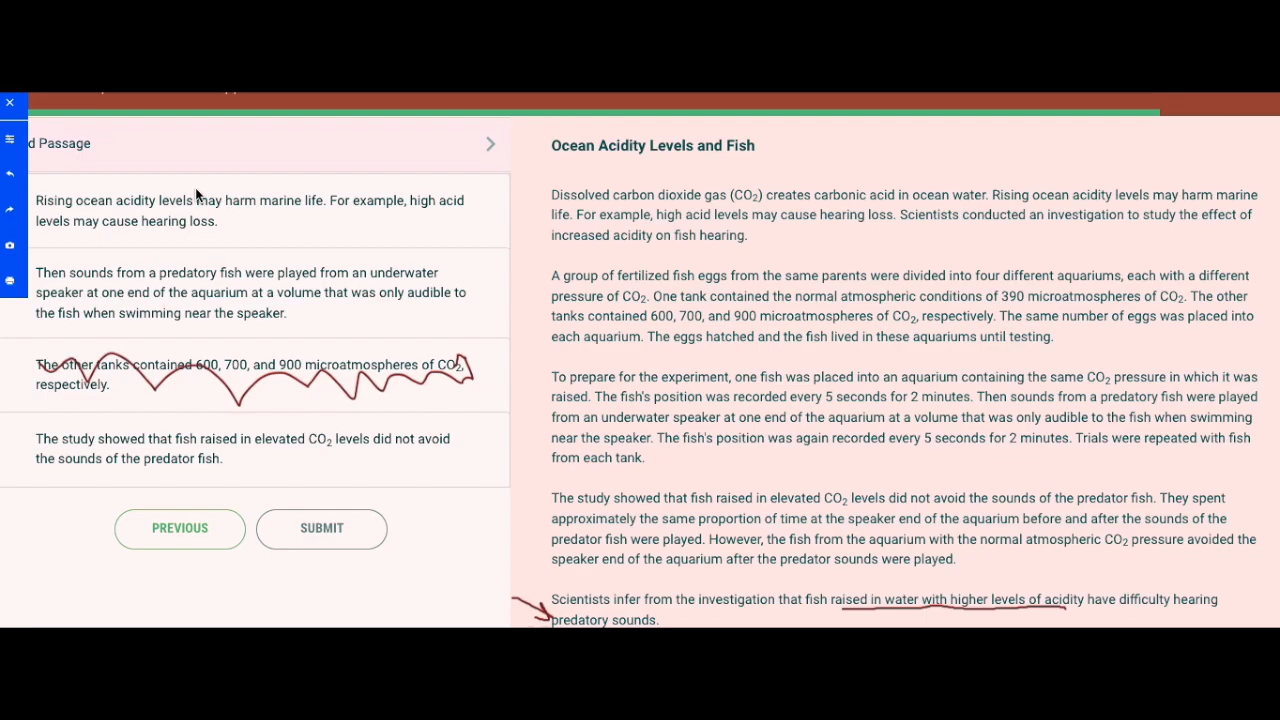 d Passage
Rising ocean acidity levels may harm marine life. For example, high acid
levels may cause hearing loss.
Then sounds from a predatory fish were played from an underwater
speaker at one end of the aquarium at a volume that was only audible to
the fish when swimming near the speaker.
The other tanks contained 600, 700, and 900 microatmospheres of CO₂,
respectively.
The study showed that fish raised in elevated CO₂ levels did not avoid
the sounds of the predator fish.
PREVIOUS
SUBMIT
Ocean Acidity Levels and Fish
Dissolved carbon dioxide gas (CO₂) creates carbonic acid in ocean water. Rising ocean acidity levels may harm marine
life. For example, high acid levels may cause hearing loss. Scientists conducted an investigation to study the effect of
increased acidity on fish hearing.
A group of fertilized fish eggs from the same parents were divided into four different aquariums, each with a different
pressure of CO₂. One tank contained the normal atmospheric conditions of 390 microatmospheres of CO₂. The other
tanks contained 600, 700, and 900 microatmospheres of CO₂, respectively. The same number of eggs was placed into
each aquarium. The eggs hatched and the fish lived in these aquariums until testing.
To prepare for the experiment, one fish was placed into an aquarium containing the same CO₂ pressure in which it was
raised. The fish's position was recorded every 5 seconds for 2 minutes. Then sounds from a predatory fish were played
from an underwater speaker at one end of the aquarium at a volume that was only audible to the fish when swimming
near the speaker. The fish's position was again recorded every 5 seconds for 2 minutes. Trials were repeated with fish
from each tank.
The study showed that fish raised in elevated CO₂ levels did not avoid the sounds of the predator fish. They spent
approximately the same proportion of time at the speaker end of the aquarium before and after the sounds of the
predator fish were played. However, the fish from the aquarium with the normal atmospheric CO₂ pressure avoided the
speaker end of the aquarium after the predator sounds were played.
Scientists infer from the investigation that fish raised in water with higher levels of acidity have difficulty hearing
predatory sounds.